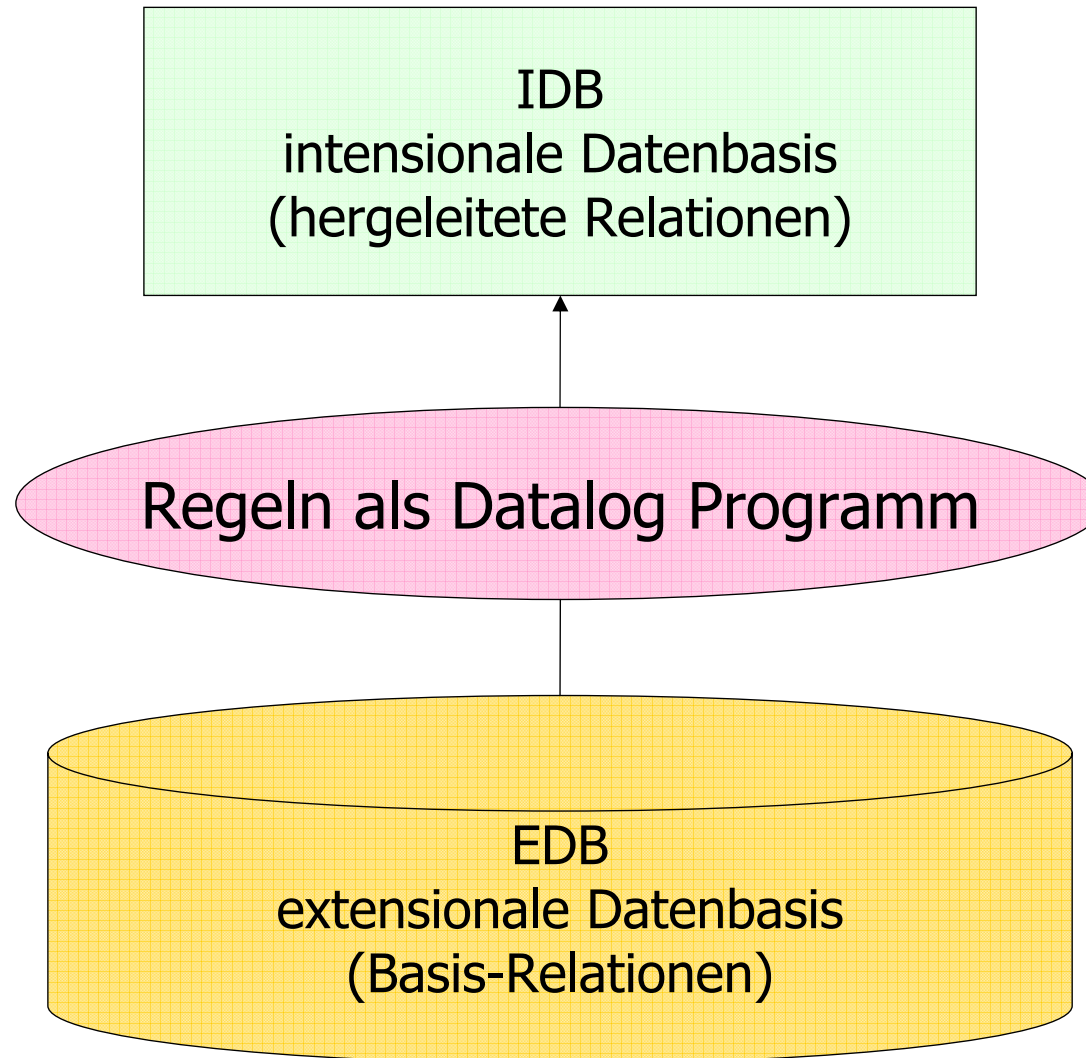 IDB
intensionale Datenbasis
(hergeleitete Relationen)
Regeln als Datalog Programm
EDB
extensionale Datenbasis
(Basis-Relationen)